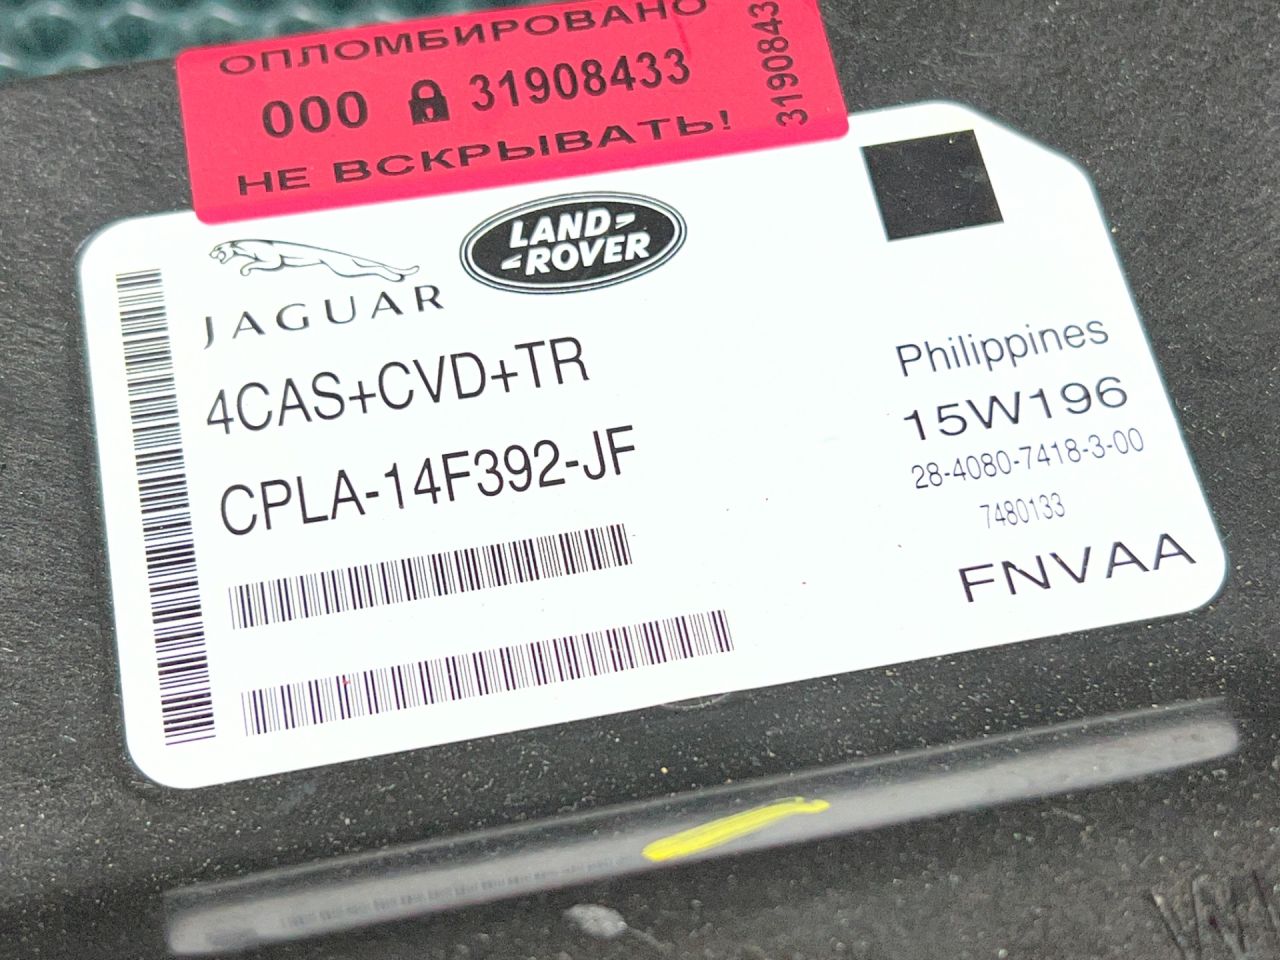 ОПЛОМБИРОВАНО
000 31908433
НЕ ВСКРЫВАТЬ!
31908433
JAGUAR
LAND ROVER
4CAS+CVD+TR
CPLA-14F392-JF
Philippines
15W196
28-4080-7418-3-00
7480133
FNVAA